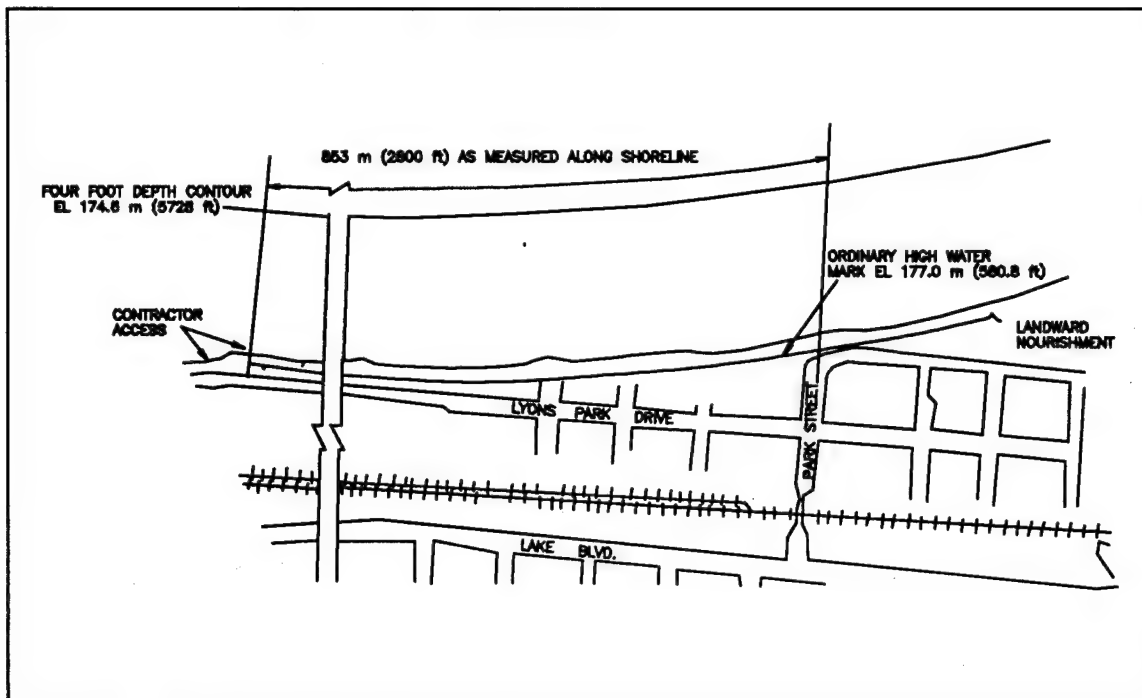 853 m (2800 ft) AS MEASURED ALONG SHORELINE
FOUR FOOT DEPTH CONTOUR
EL 174.6 m (5728 ft)
ORDINARY HIGH WATER
MARK EL 177.0 m (580.8 ft)
CONTRACTOR
ACCESS
LANDWARD
NOURISHMENT
LYONS PARK DRIVE
PARK STREET
LAKE BLVD.